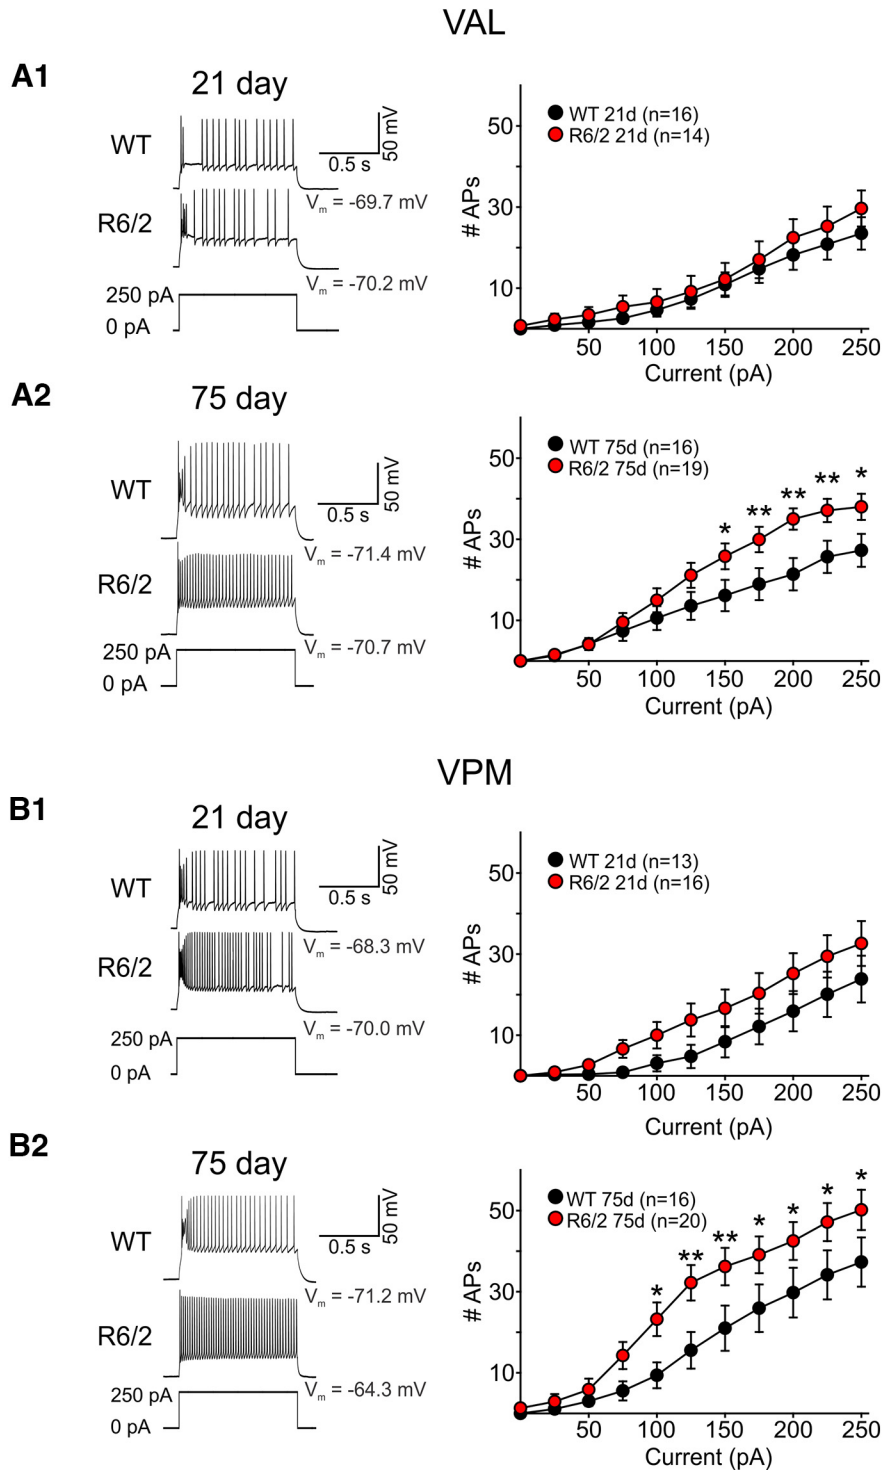 VAL
A1
21 day
WT
50 mV
0.5 s
Vm = -69.7 mV
R6/2
Vm = -70.2 mV
250 pA
0 pA
WT 21d (n=16)
R6/2 21d (n=14)
# APs
50
30
10
50 100 150 200 250
Current (pA)
A2
75 day
WT
50 mV
0.5 s
Vm = -71.4 mV
R6/2
Vm = -70.7 mV
250 pA
0 pA
WT 75d (n=16)
R6/2 75d (n=19)
* ** ** ** *
# APs
50
30
10
50 100 150 200 250
Current (pA)
VPM
B1
21 day
WT
50 mV
0.5 s
Vm = -68.3 mV
R6/2
Vm = -70.0 mV
250 pA
0 pA
WT 21d (n=13)
R6/2 21d (n=16)
# APs
50
30
10
50 100 150 200 250
Current (pA)
B2
75 day
WT
50 mV
0.5 s
Vm = -71.2 mV
R6/2
Vm = -64.3 mV
250 pA
0 pA
WT 75d (n=16)
R6/2 75d (n=20)
* ** ** * * * *
# APs
50
30
10
50 100 150 200 250
Current (pA)